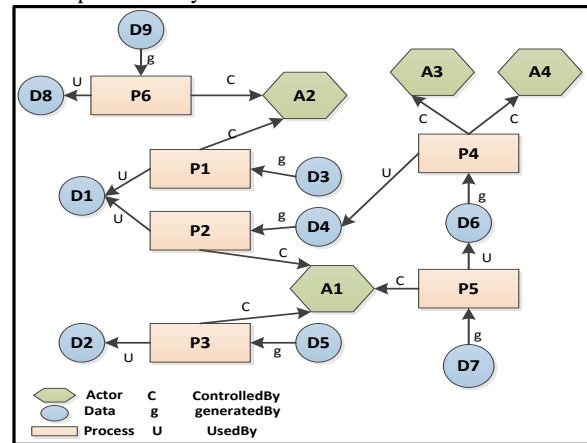 D9
g
D8
U
P6
C
A2
A3
A4
C
C
C
P1
g
D3
P4
U
U
D1
g
U
P2
g
D4
D6
C
U
A1
C
P5
C
D2
U
P3
g
D5
g
D7
Actor C ControlledBy
Data g generatedBy
Process U UsedBy